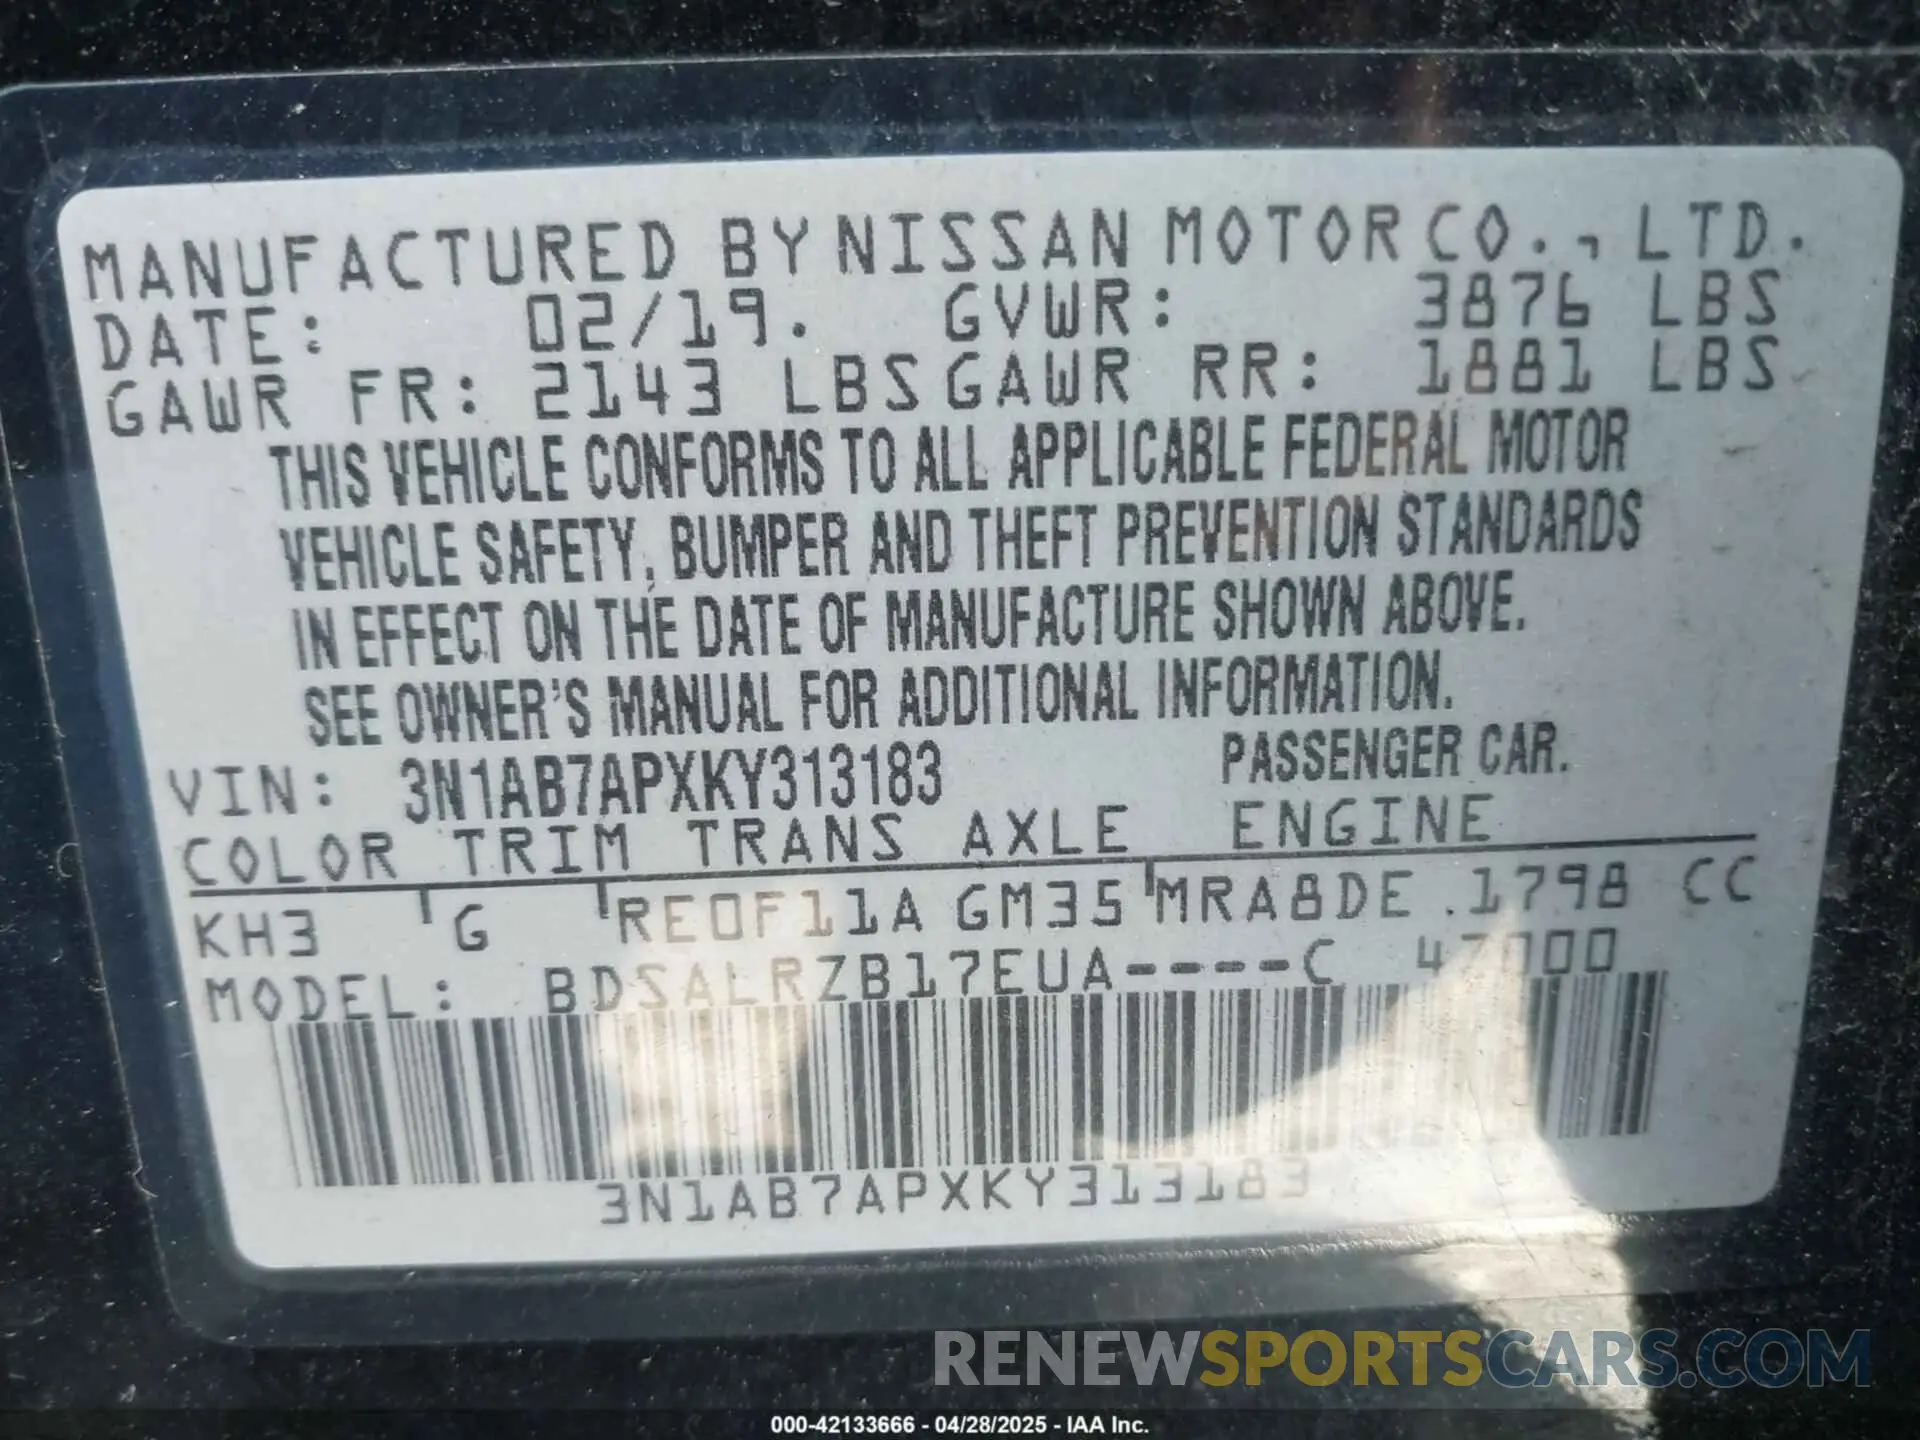 MANUFACTURED BY NISSAN MOTOR CO., LTD.
DATE: 02/19. GVWR: 3876 LBS
GAWR FR: 2143 LBS GAWR RR: 1881 LBS
THIS VEHICLE CONFORMS TO ALL APPLICABLE FEDERAL MOTOR
VEHICLE SAFETY, BUMPER AND THEFT PREVENTION STANDARDS
IN EFFECT ON THE DATE OF MANUFACTURE SHOWN ABOVE.
SEE OWNER'S MANUAL FOR ADDITIONAL INFORMATION.
VIN: 3N1AB7APXKY313183 PASSENGER CAR.
COLOR TRIM TRANS AXLE ENGINE
KH3 G RE0F11A GM35 MRA8DE .1798 CC
MODEL: BDSALRZB17EUA----C 47000
3N1AB7APXKY313183
RENEWSPORTSCARS.COM
000-42133666 - 04/28/2025 - IAA Inc.